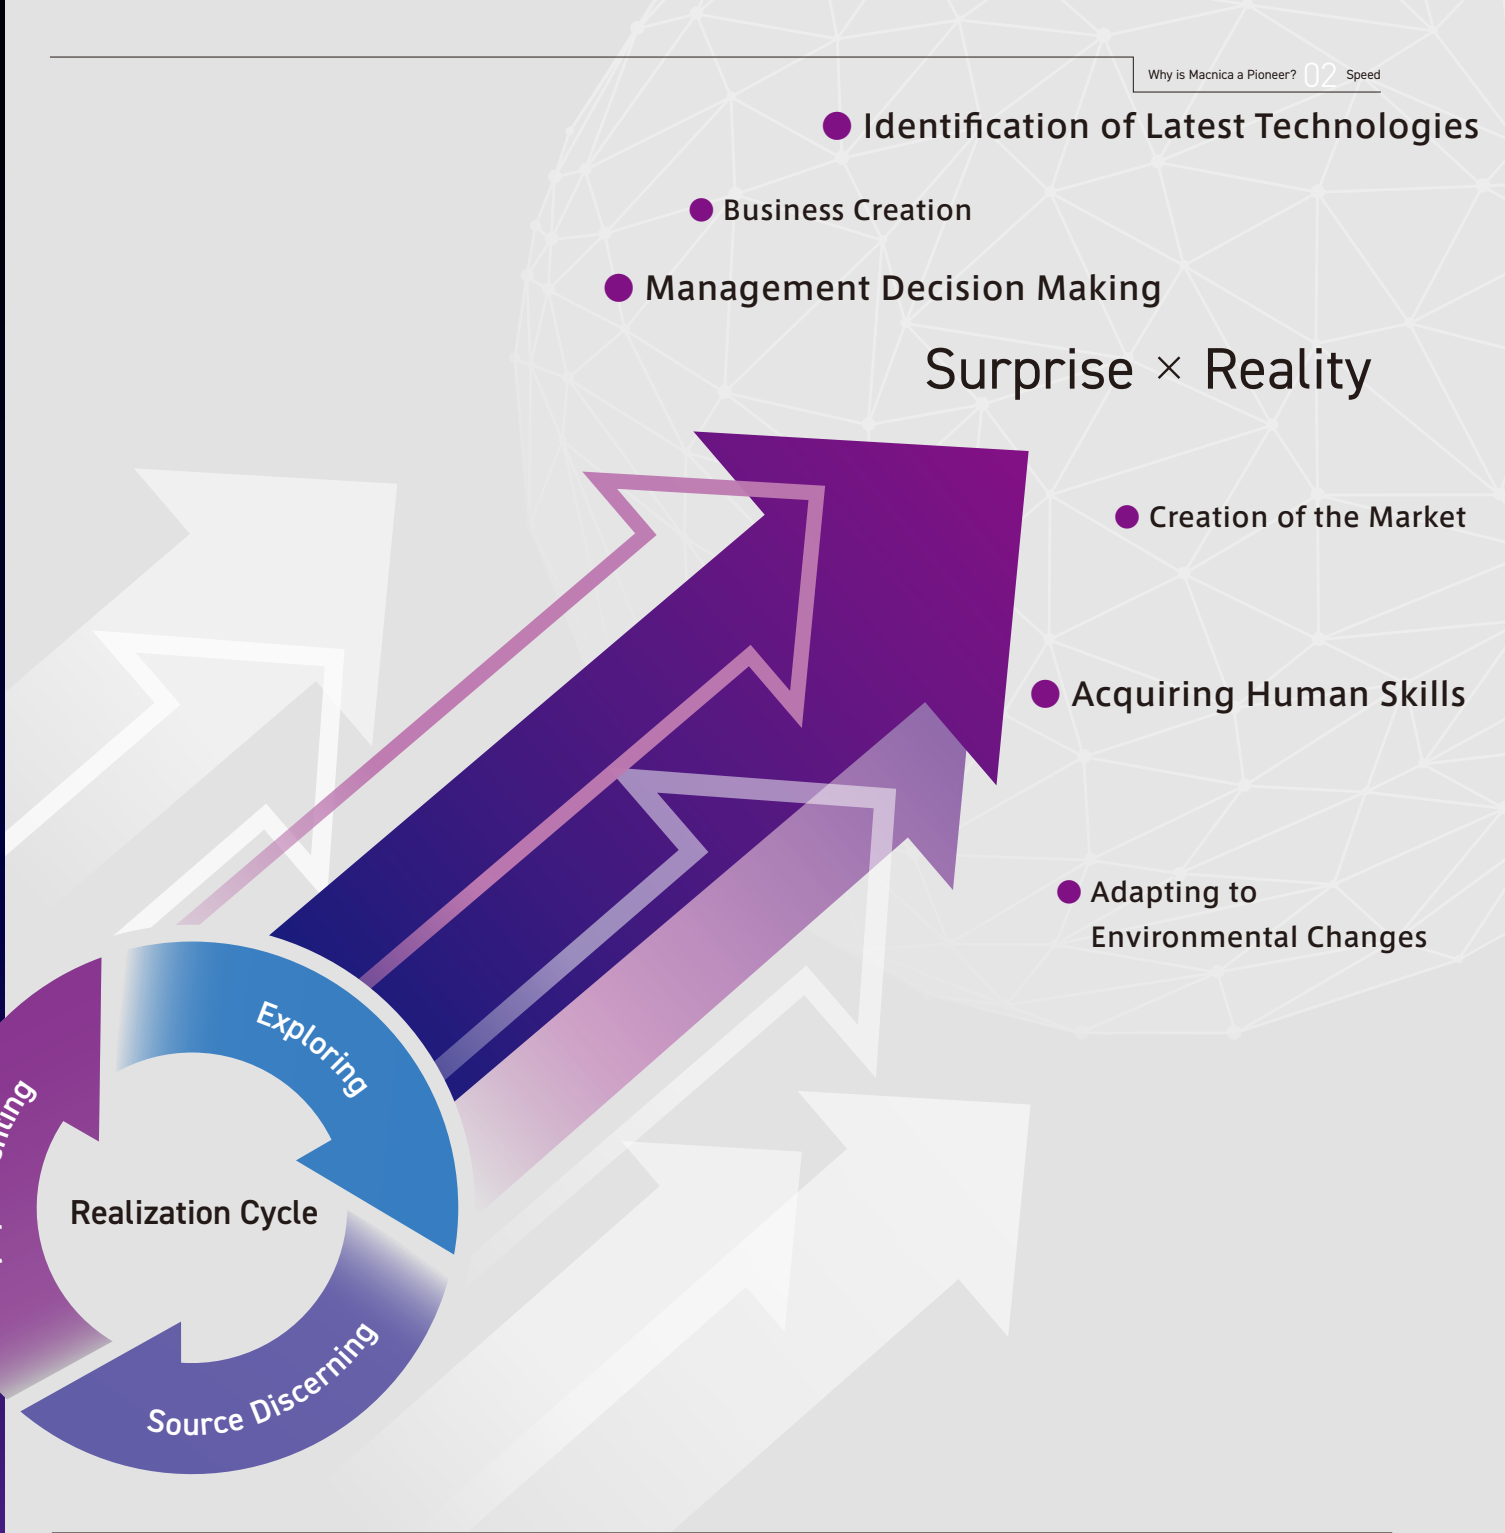 Why is Macnica a Pioneer? 02 Speed
Identification of Latest Technologies
Business Creation
Management Decision Making
Surprise × Reality
Creation of the Market
Acquiring Human Skills
Adapting to
Environmental Changes
Exploring
Realization Cycle
Source Discerning